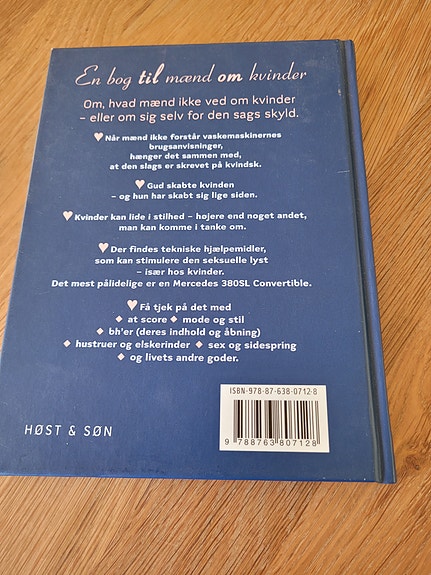 En bog til mænd om kvinder
Om, hvad mænd ikke ved om kvinder
– eller om sig selv for den sags skyld.
♥ Når mænd ikke forstår vaskemaskinernes
brugsanvisninger,
hænger det sammen med,
at den slags er skrevet på kvindsk.
♥ Gud skabte kvinden
– og hun har skabt sig lige siden.
♥ Kvinder kan lide i stilhed – højere end noget andet,
man kan komme i tanke om.
♥ Der findes tekniske hjælpemidler,
som kan stimulere den seksuelle lyst
– især hos kvinder.
Det mest pålidelige er en Mercedes 380SL Convertible.
♥ Få tjek på det med
◆ at score ◆ mode og stil
◆ bh'er (deres indhold og åbning)
◆ hustruer og elskerinder ◆ sex og sidespring
◆ og livets andre goder.
ISBN-978-87-638-0712-8
9 788763 807128
HØST & SØN